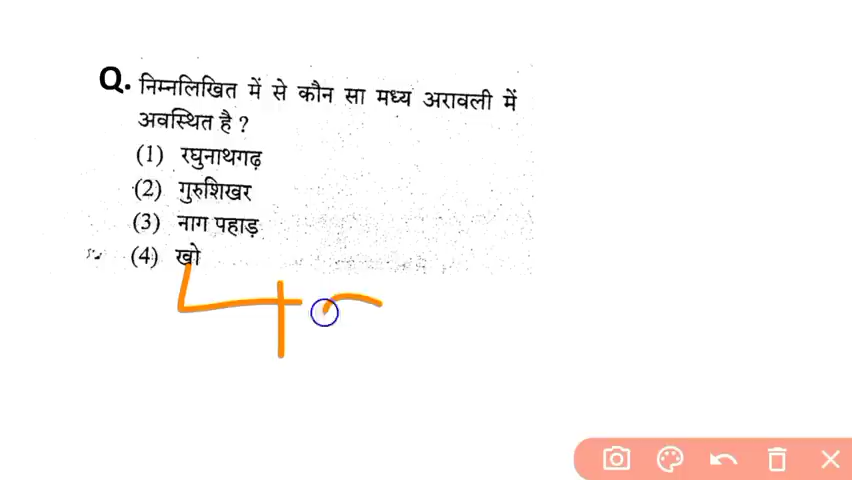 Q. निम्नलिखित में से कौन सा मध्य अरावली में
अवस्थित है ?
(1) रघुनाथगढ़
(2) गुरुशिखर
(3) नाग पहाड़
(4) खो